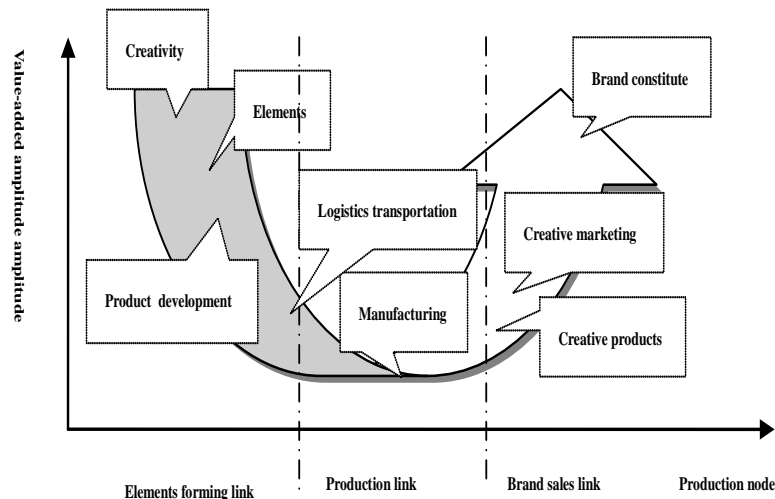 Creativity
Brand constitute
Elements
Logistics transportation
Creative marketing
Product  development
Manufacturing
Creative products
Value-added amplitude amplitude
Elements forming link
Production link
Brand sales link
Production node